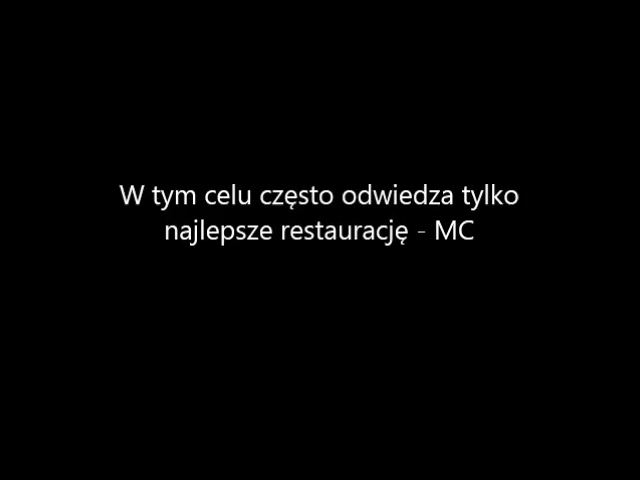 W tym celu często odwiedza tylko
najlepsze restaurację - MC